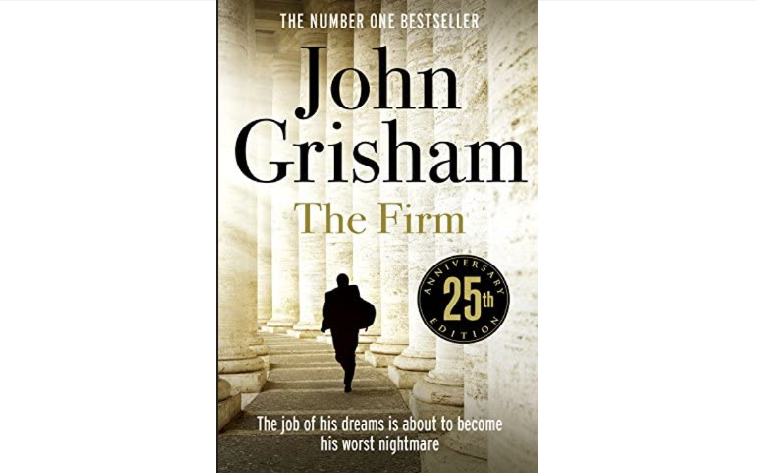 THE NUMBER ONE BESTSELLER
John
Grisham
The Firm
ANNIVERSARY
25th
EDITION
The job of his dreams is about to become
his worst nightmare